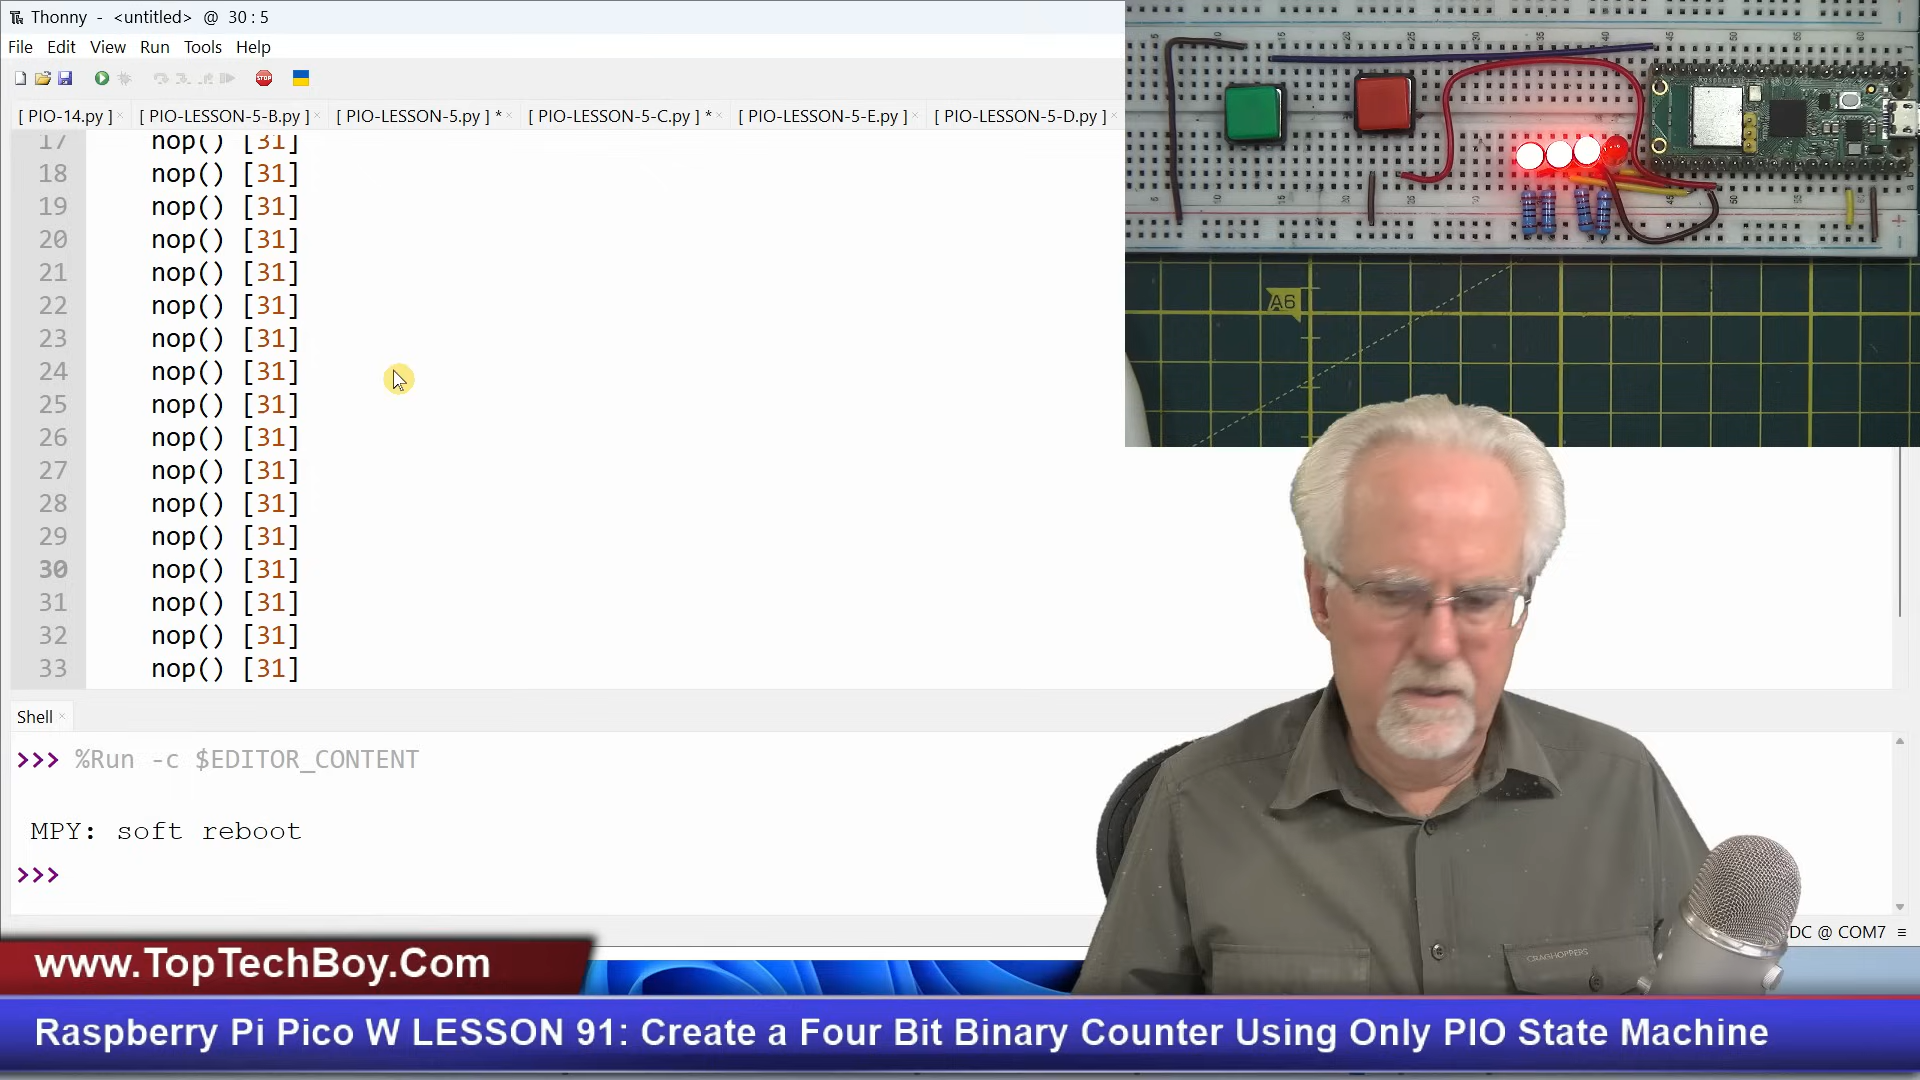 Thonny - <untitled> @ 30 : 5
File Edit View Run Tools Help
STOP
[ PIO-14.py ] × [ PIO-LESSON-5-B.py ] × [ PIO-LESSON-5.py ] * × [ PIO-LESSON-5-C.py ] * × [ PIO-LESSON-5-E.py ] × [ PIO-LESSON-5-D.py ] ×
17 nop() [31]
18 nop() [31]
19 nop() [31]
20 nop() [31]
21 nop() [31]
22 nop() [31]
23 nop() [31]
24 nop() [31]
25 nop() [31]
26 nop() [31]
27 nop() [31]
28 nop() [31]
29 nop() [31]
30 nop() [31]
31 nop() [31]
32 nop() [31]
33 nop() [31]
A6
Shell ×
>>> %Run -c $EDITOR_CONTENT
MPY: soft reboot
>>>
DC @ COM7 ≡
CRAGHOPPERS
www.TopTechBoy.Com
Raspberry Pi Pico W LESSON 91: Create a Four Bit Binary Counter Using Only PIO State Machine